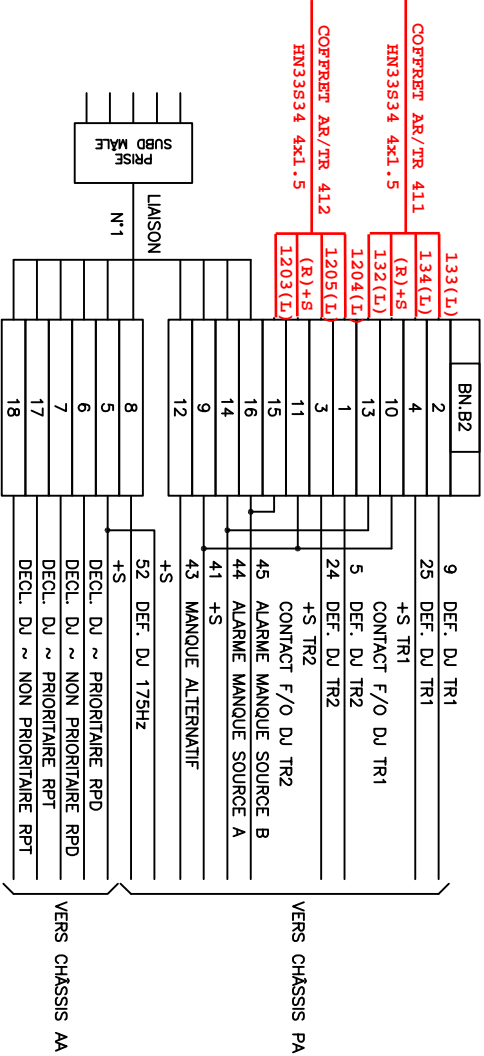 COFFRET AR/TR 411
HN33S34 4x1.5
COFFRET AR/TR 412
HN33S34 4x1.5
133(L)
134(L)
(R)+S
132(L)
1204(L)
1205(L)
(R)+S
1203(L)
PRISE
SUBD MÂLE
LIAISON
N°1
BN.B2
2
4
10
13
1
3
11
15
16
14
9
12
8
5
6
7
17
18
9 DEF. DJ TR1
25 DEF. DJ TR1
+S TR1
CONTACT F/O DJ TR1
5 DEF. DJ TR2
24 DEF. DJ TR2
+S TR2
CONTACT F/O DJ TR2
45 ALARME MANQUE SOURCE B
44 ALARME MANQUE SOURCE A
41 +S
43 MANQUE ALTERNATIF
+S
52 DEF. DJ 175Hz
+S
DECL. DJ ~ PRIORITAIRE RPD
DECL. DJ ~ NON PRIORITAIRE RPD
DECL. DJ ~ PRIORITAIRE RPT
DECL. DJ ~ NON PRIORITAIRE RPT
VERS CHÂSSIS PA
VERS CHÂSSIS AA